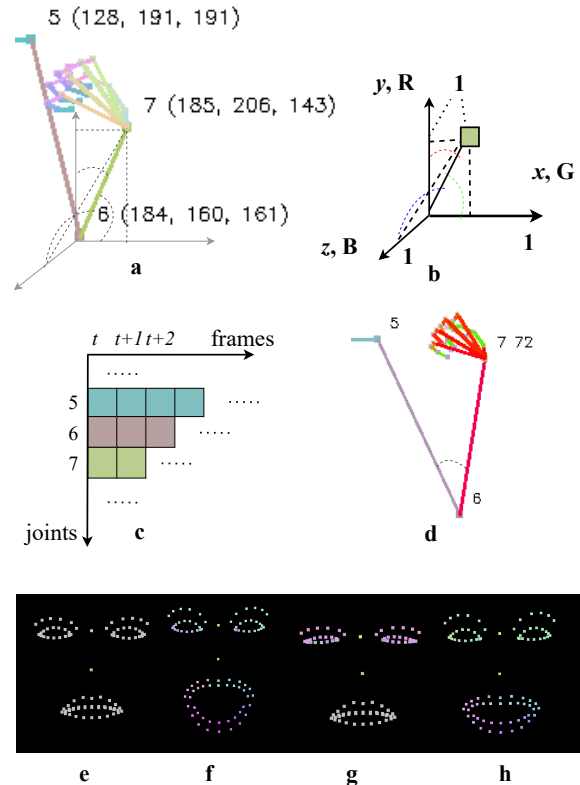 5 (128, 191, 191)
7 (185, 206, 143)
6 (184, 160, 161)
a
y, R
1
x, G
z, B
1
1
b
t t+1 t+2 frames
5
6
7
joints
c
5
7 72
6
d
e f g h